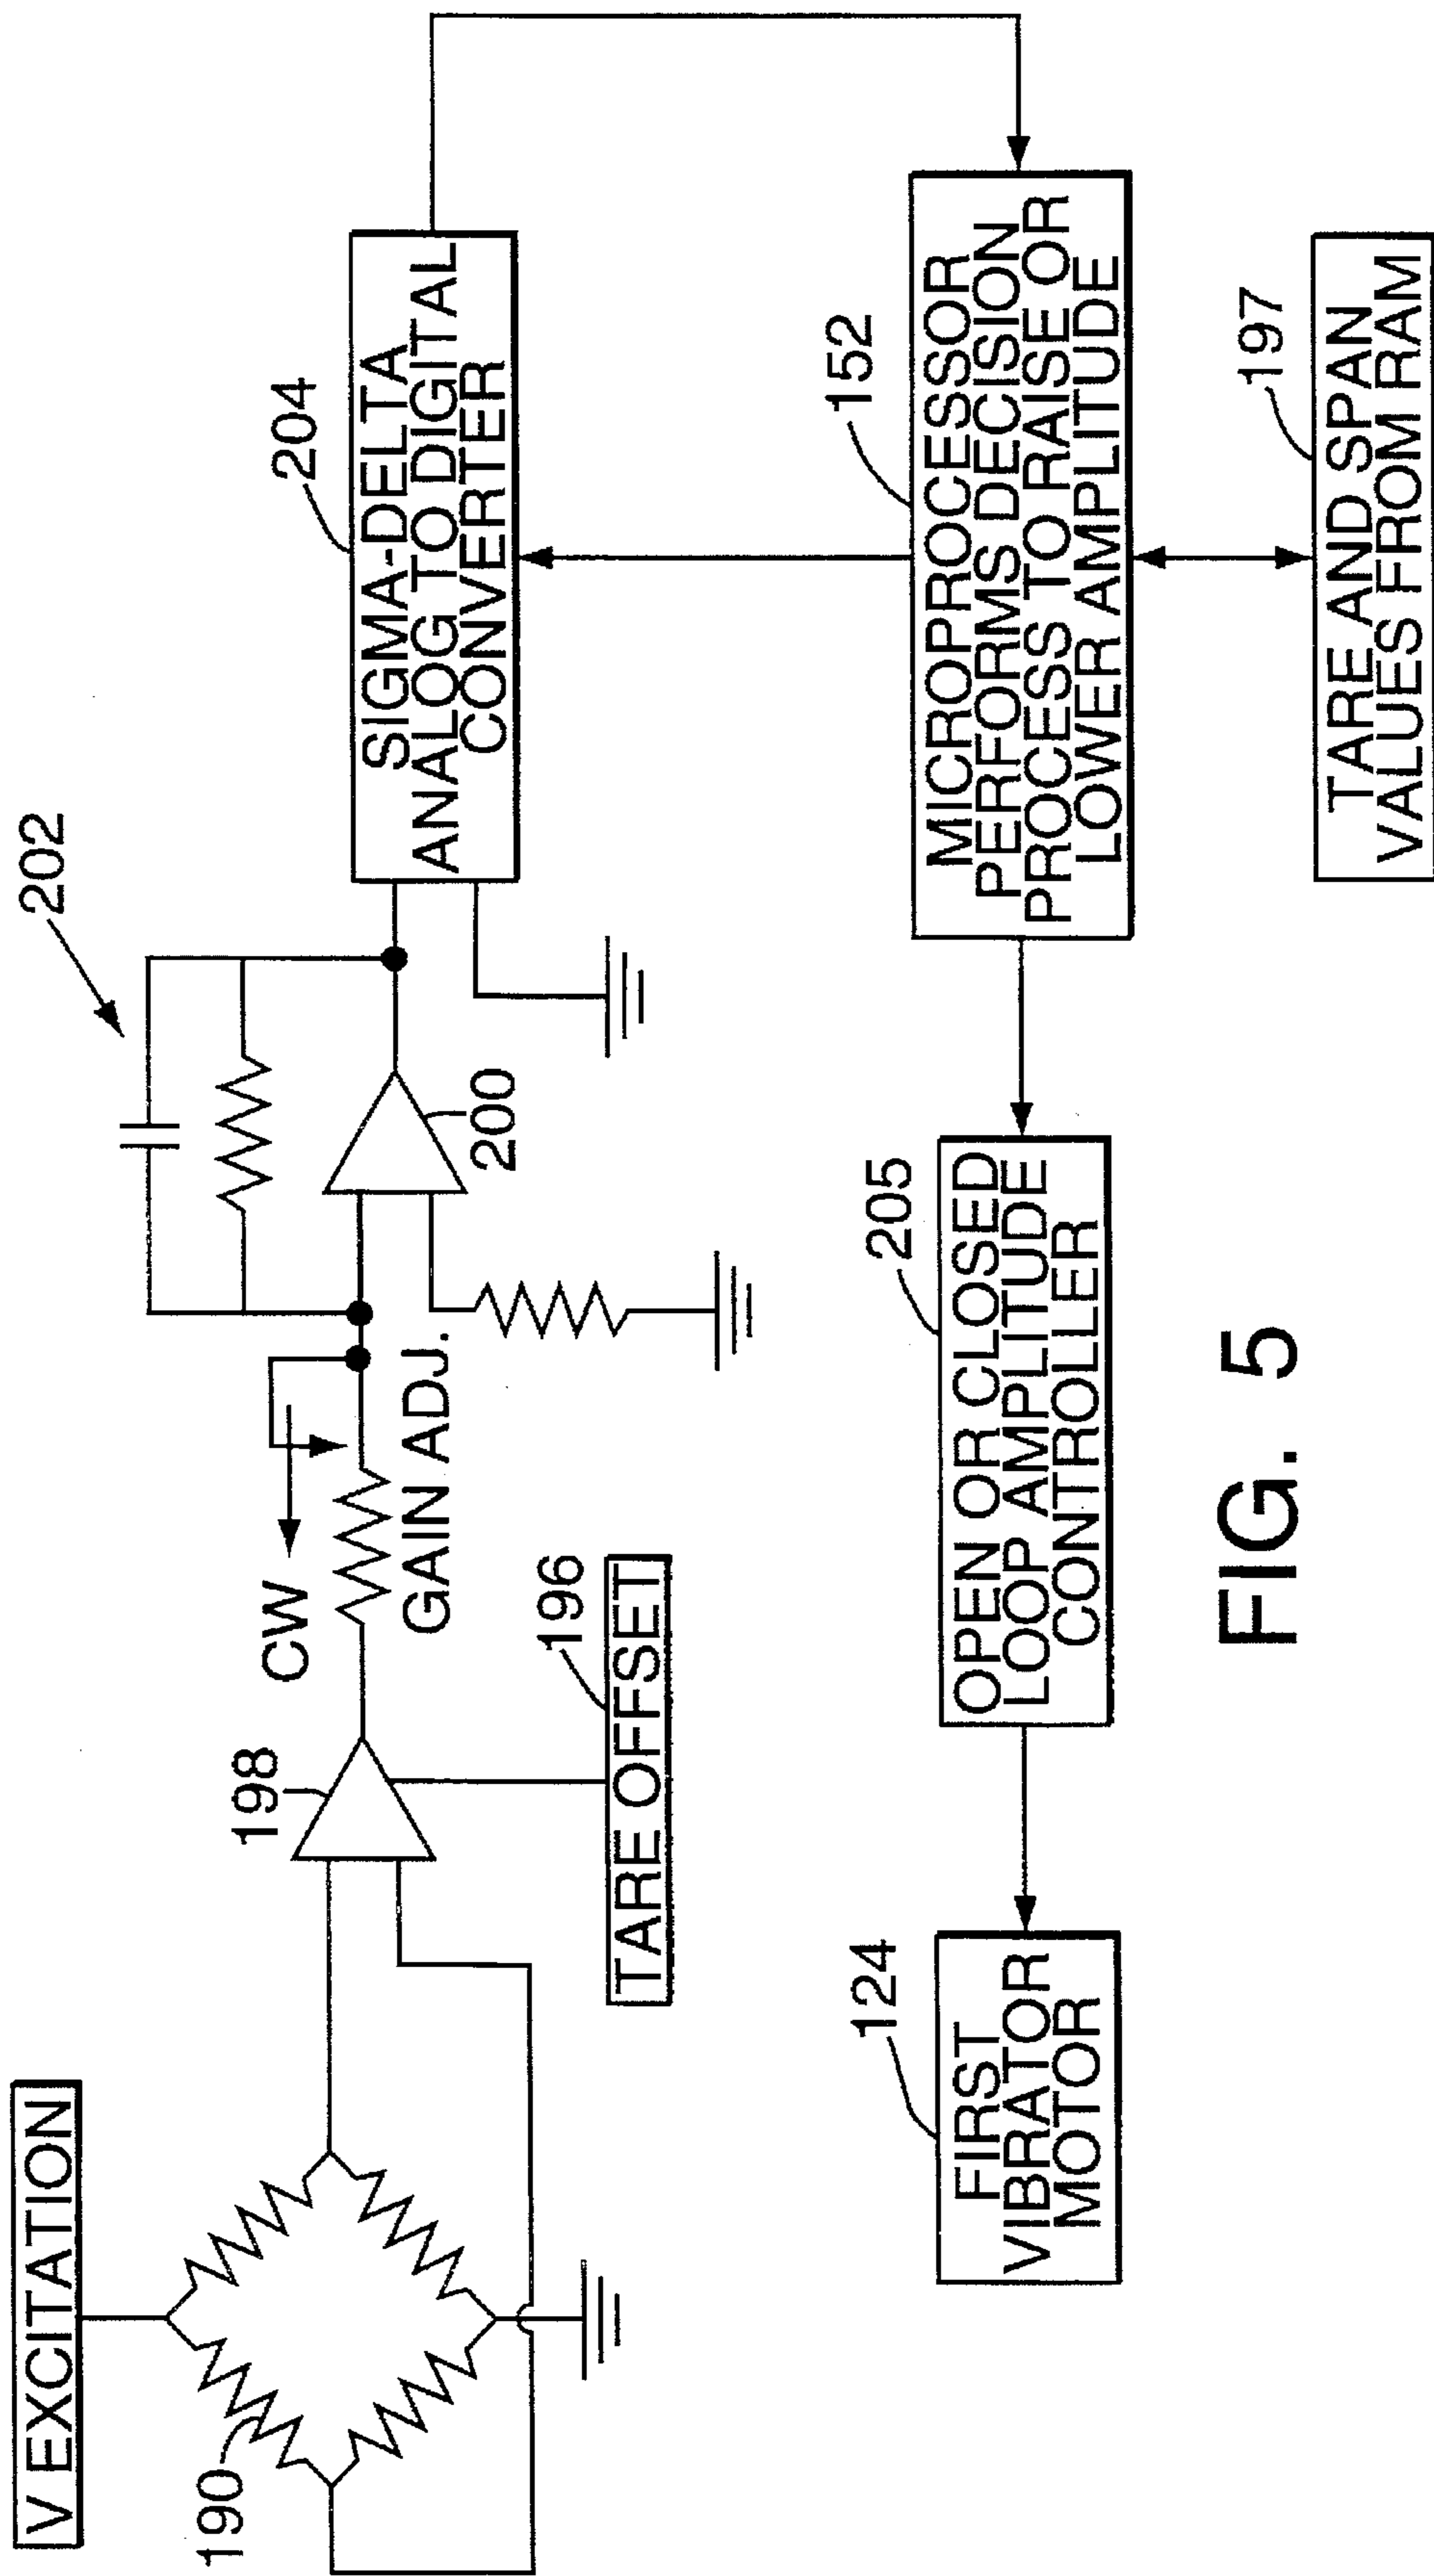 V EXCITATION
190
198
TARE OFFSET
196
CW
GAIN ADJ.
200
202
204
SIGMA-DELTA
ANALOG TO DIGITAL
CONVERTER
124
FIRST
VIBRATOR
MOTOR
205
OPEN OR CLOSED
LOOP AMPLITUDE
CONTROLLER
152
MICROPROCESSOR
PERFORMS DECISION
PROCESS TO RAISE OR
LOWER AMPLITUDE
197
TARE AND SPAN
VALUES FROM RAM
FIG. 5